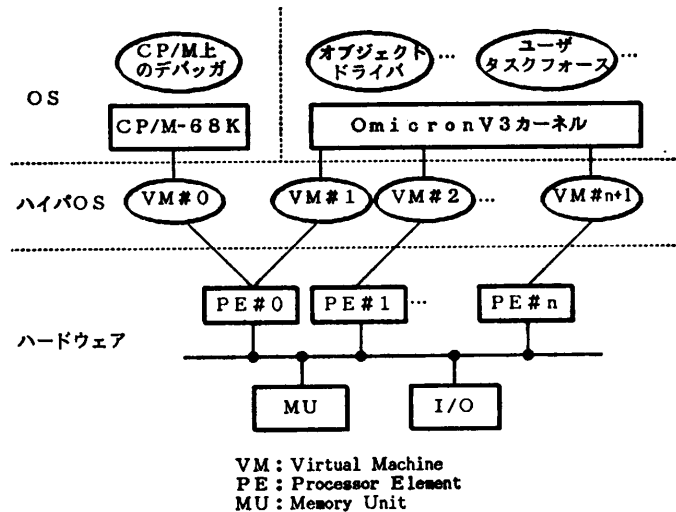 CP/M上
のデバッガ
オブジェクト
ドライバ
...
ユーザ
タスクフォース
...
OS
CP/M-68K
OmicronV3カーネル
ハイパOS
VM#0
VM#1
VM#2
...
VM#n+1
PE#0
PE#1
...
PE#n
ハードウェア
MU
I/O
VM：Virtual Machine
PE：Processor Element
MU：Memory Unit